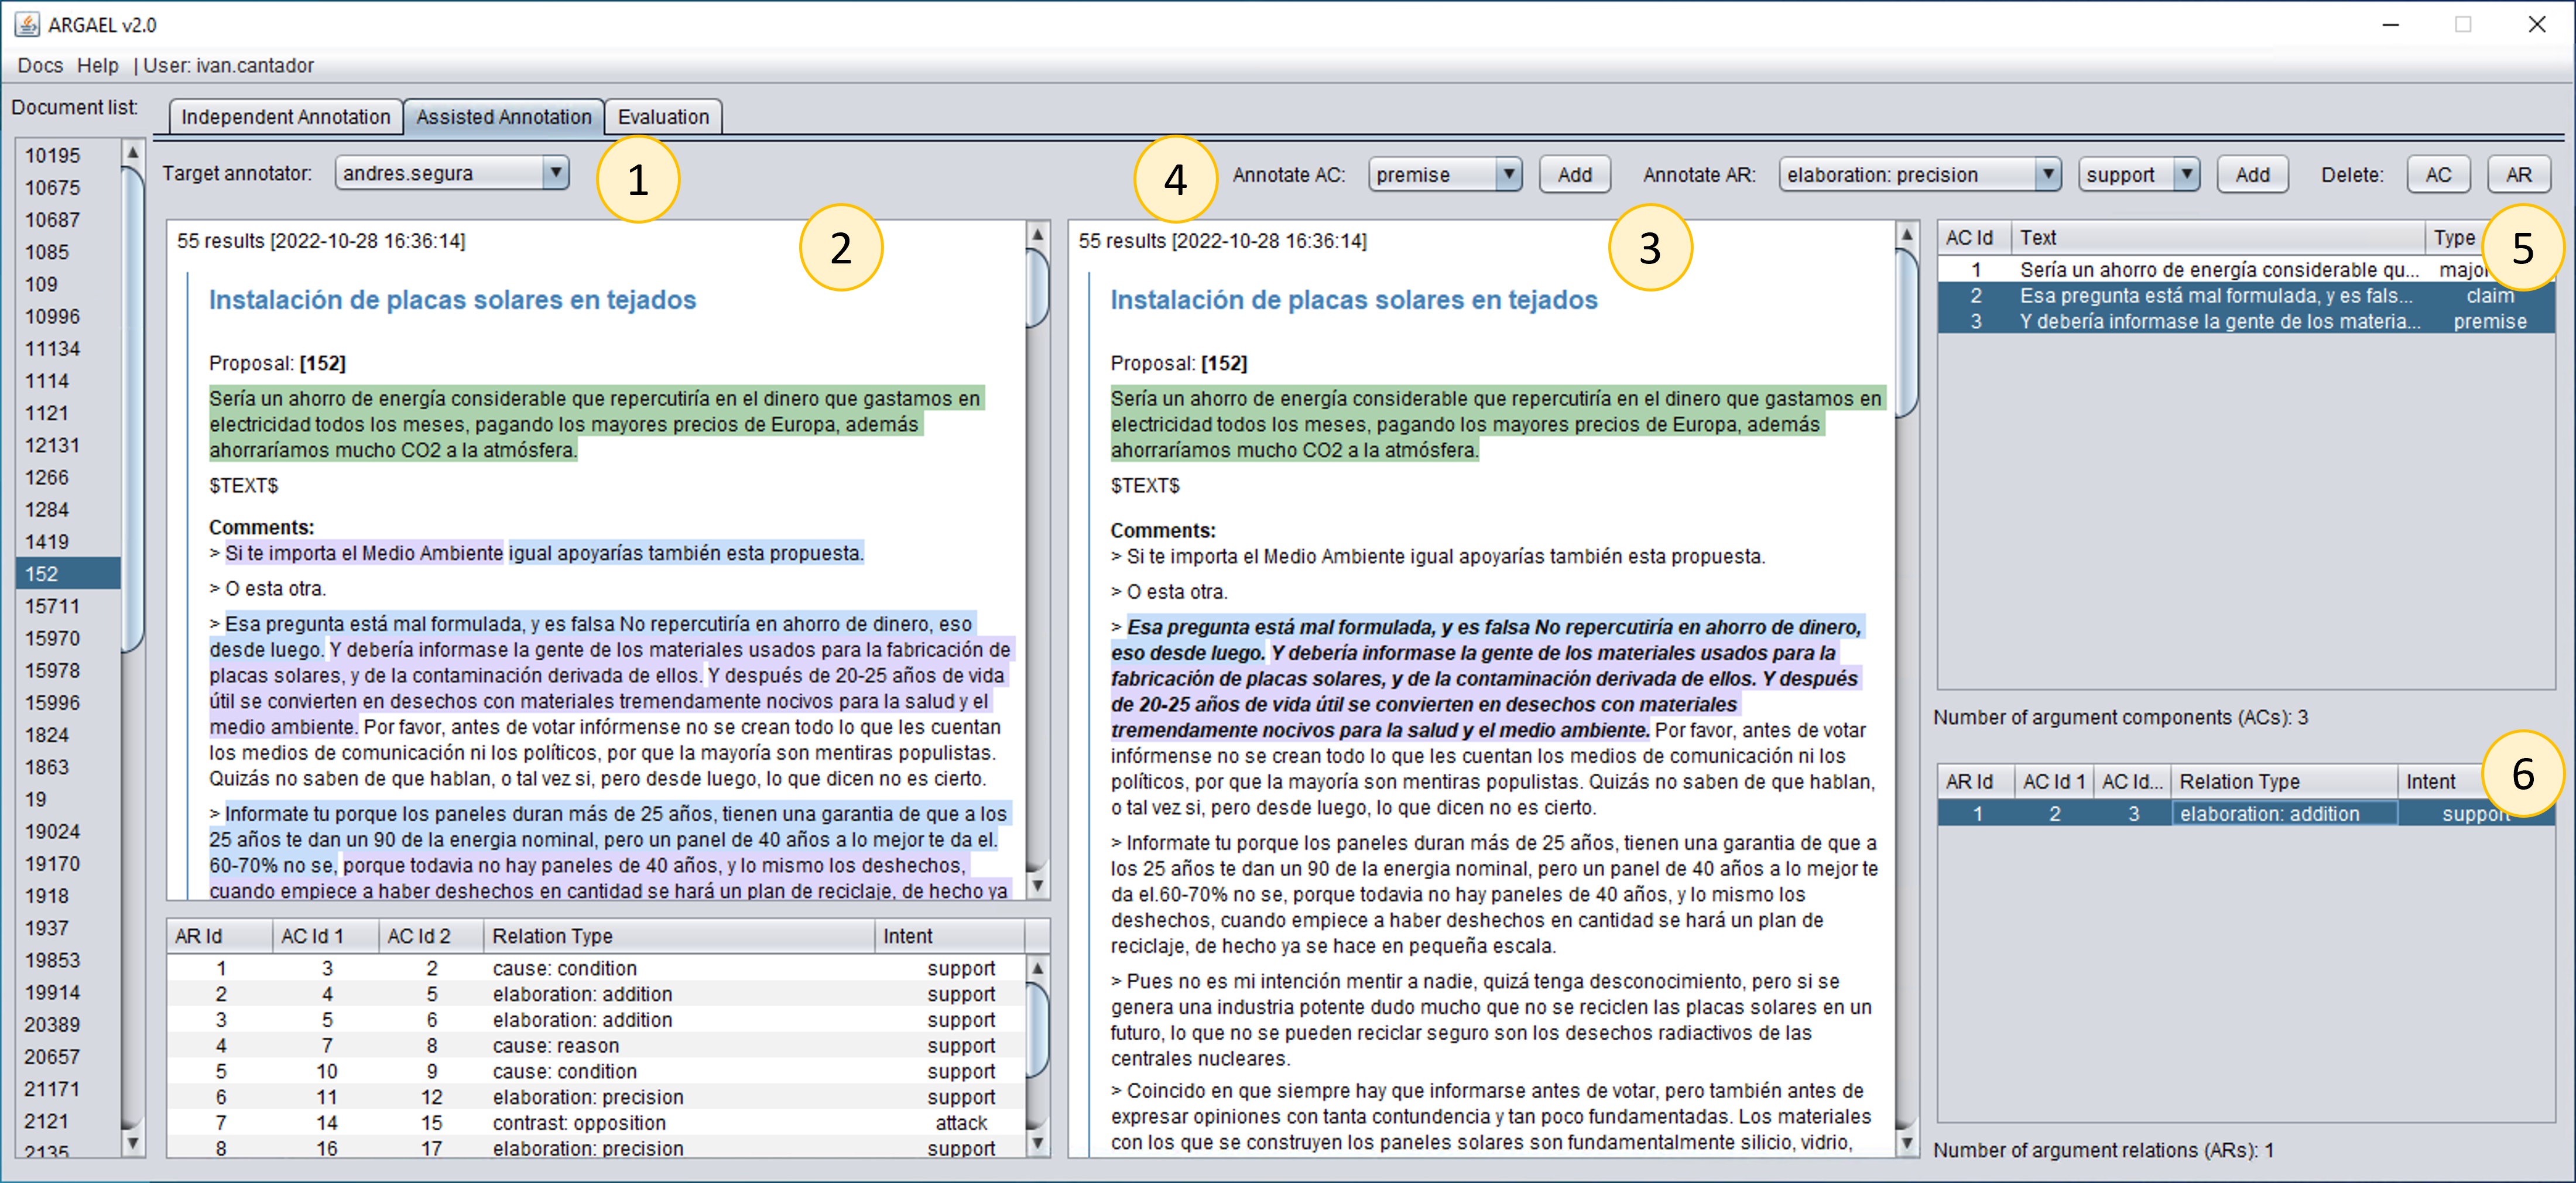 ARGAEL v2.0
Docs Help | User: ivan.cantador
Document list:
Independent Annotation Assisted Annotation Evaluation
10195
10675
10687
1085
109
10996
11134
1114
1121
12131
1266
1284
1419
152
15711
15970
15978
15996
1824
1863
19
19024
19170
1918
1937
19853
19914
20389
20657
21171
2121
2135
Target annotator: andres.segura
1
4
Annotate AC: premise Add Annotate AR: elaboration: precision support Add Delete: AC AR
55 results [2022-10-28 16:36:14]
2
Instalación de placas solares en tejados
Proposal: [152]
Sería un ahorro de energía considerable que repercutiría en el dinero que gastamos en
electricidad todos los meses, pagando los mayores precios de Europa, además
ahorraríamos mucho CO2 a la atmósfera.
$TEXT$
Comments:
> Si te importa el Medio Ambiente igual apoyarías también esta propuesta.
> O esta otra.
> Esa pregunta está mal formulada, y es falsa No repercutiría en ahorro de dinero, eso
desde luego. Y debería informase la gente de los materiales usados para la fabricación de
placas solares, y de la contaminación derivada de ellos. Y después de 20-25 años de vida
útil se convierten en desechos con materiales tremendamente nocivos para la salud y el
medio ambiente. Por favor, antes de votar infórmense no se crean todo lo que les cuentan
los medios de comunicación ni los políticos, por que la mayoría son mentiras populistas.
Quizás no saben de que hablan, o tal vez si, pero desde luego, lo que dicen no es cierto.
> Informate tu porque los paneles duran más de 25 años, tienen una garantia de que a los
25 años te dan un 90 de la energia nominal, pero un panel de 40 años a lo mejor te da el.
60-70% no se, porque todavia no hay paneles de 40 años, y lo mismo los deshechos,
cuando empiece a haber deshechos en cantidad se hará un plan de reciclaje, de hecho ya
AR Id AC Id 1 AC Id 2 Relation Type Intent
1 3 2 cause: condition support
2 4 5 elaboration: addition support
3 5 6 elaboration: addition support
4 7 8 cause: reason support
5 10 9 cause: condition support
6 11 12 elaboration: precision support
7 14 15 contrast: opposition attack
8 16 17 elaboration: precision support
55 results [2022-10-28 16:36:14]
3
Instalación de placas solares en tejados
Proposal: [152]
Sería un ahorro de energía considerable que repercutiría en el dinero que gastamos en
electricidad todos los meses, pagando los mayores precios de Europa, además
ahorraríamos mucho CO2 a la atmósfera.
$TEXT$
Comments:
> Si te importa el Medio Ambiente igual apoyarías también esta propuesta.
> O esta otra.
> Esa pregunta está mal formulada, y es falsa No repercutiría en ahorro de dinero,
eso desde luego. Y debería informase la gente de los materiales usados para la
fabricación de placas solares, y de la contaminación derivada de ellos. Y después
de 20-25 años de vida útil se convierten en desechos con materiales
tremendamente nocivos para la salud y el medio ambiente. Por favor, antes de votar
infórmense no se crean todo lo que les cuentan los medios de comunicación ni los
políticos, por que la mayoría son mentiras populistas. Quizás no saben de que hablan,
o tal vez si, pero desde luego, lo que dicen no es cierto.
> Informate tu porque los paneles duran más de 25 años, tienen una garantia de que a
los 25 años te dan un 90 de la energia nominal, pero un panel de 40 años a lo mejor te
da el.60-70% no se, porque todavia no hay paneles de 40 años, y lo mismo los
deshechos, cuando empiece a haber deshechos en cantidad se hará un plan de
reciclaje, de hecho ya se hace en pequeña escala.
> Pues no es mi intención mentir a nadie, quizá tenga desconocimiento, pero si se
genera una industria potente dudo mucho que no se reciclen las placas solares en un
futuro, lo que no se pueden reciclar seguro son los desechos radiactivos de las
centrales nucleares.
> Coincido en que siempre hay que informarse antes de votar, pero también antes de
expresar opiniones con tanta contundencia y tan poco fundamentadas. Los materiales
con los que se construyen los paneles solares son fundamentalmente silicio, vidrio,
AC Id Text Type
5
1 Sería un ahorro de energía considerable qu...
2 Esa pregunta está mal formulada, y es fals... claim
3 Y debería informase la gente de los materia... premise
Number of argument components (ACs): 3
AR Id AC Id 1 AC Id... Relation Type Intent
6
1 2 3 elaboration: addition support
Number of argument relations (ARs): 1